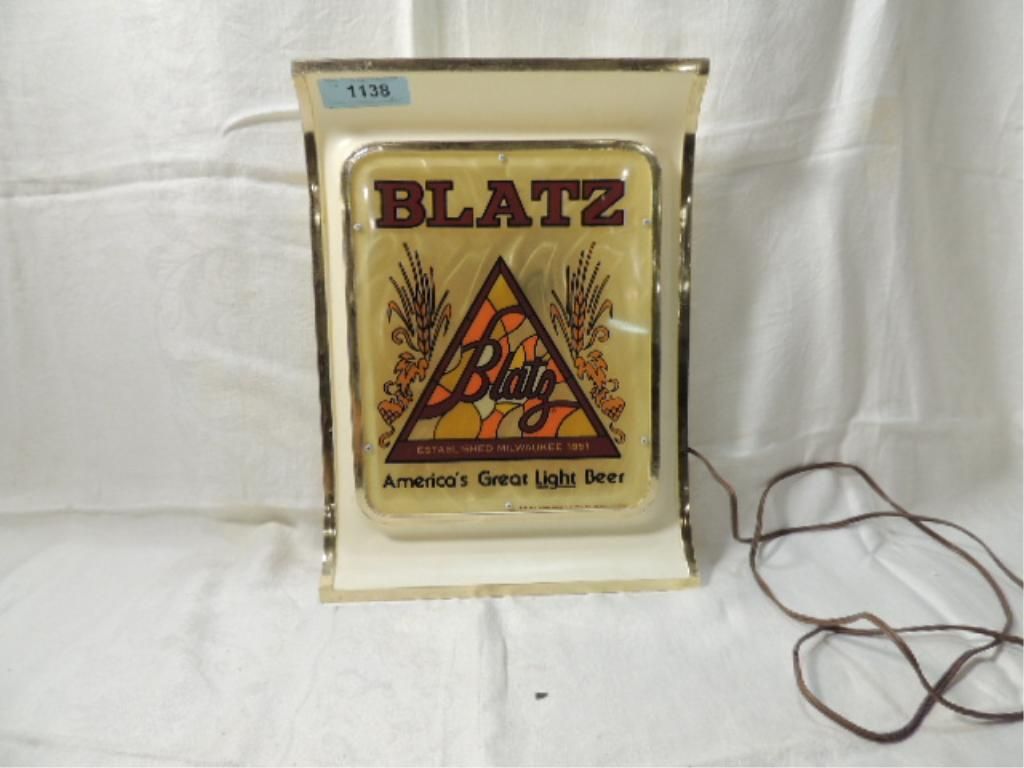 1138
BLATZ
Blatz
ESTABLISHED MILWAUKEE 1851
America's Great Light Beer